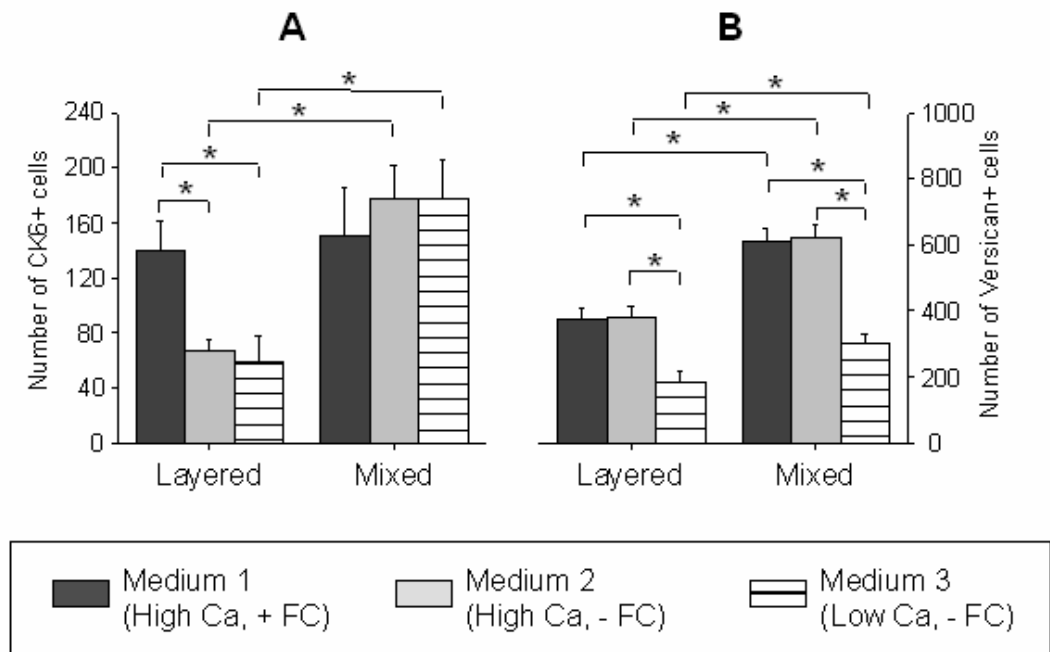 A
B
Number of CK6+ cells
240
200
160
120
80
40
0
Layered
Mixed
*
*
*
*
Number of Versican+ cells
1000
800
600
400
200
0
Layered
Mixed
*
*
*
*
*
*
*
Medium 1
(High Ca, + FC)
Medium 2
(High Ca, - FC)
Medium 3
(Low Ca, - FC)